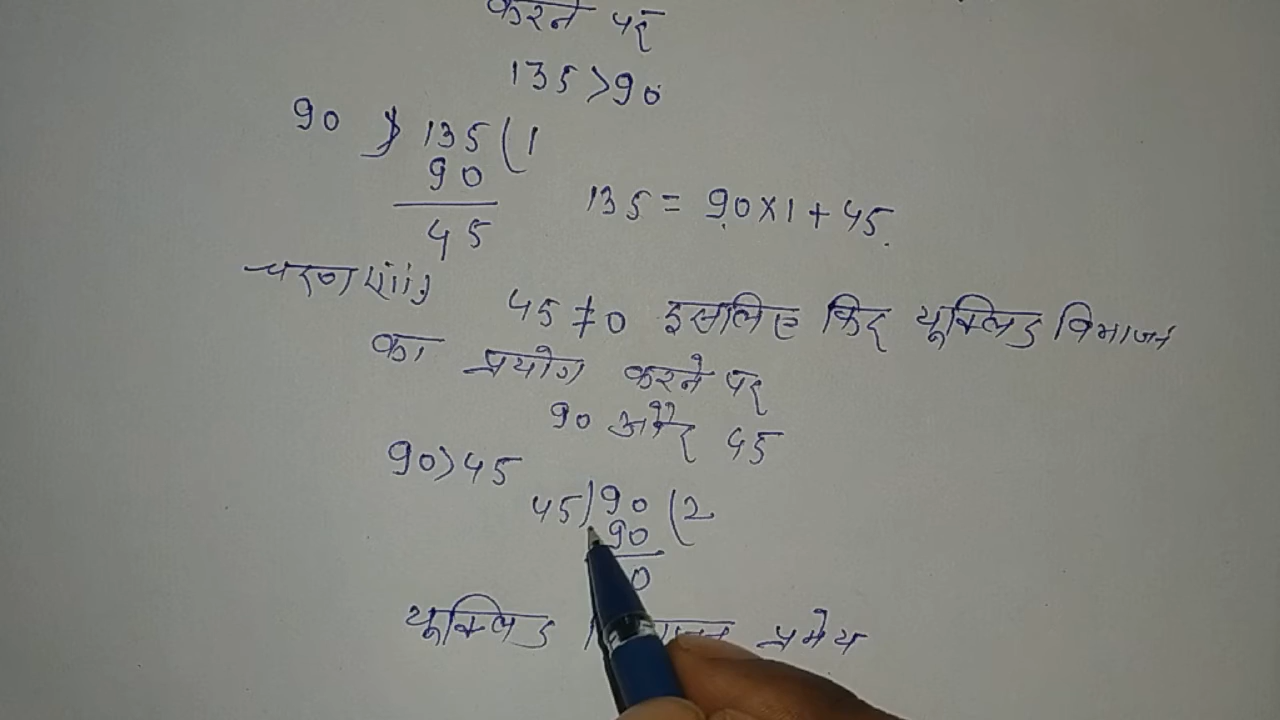 करने पर
135 > 90
90 ) 135 ( 1
90
45
135 = 90 × 1 + 45
चरण (iii)
45 ≠ 0 इसलिए फिर यूक्लिड विभाजन
का प्रयोग करने पर
90 और 45
90 > 45
45 ) 90 ( 2
90
0
यूक्लिड प्रमेय